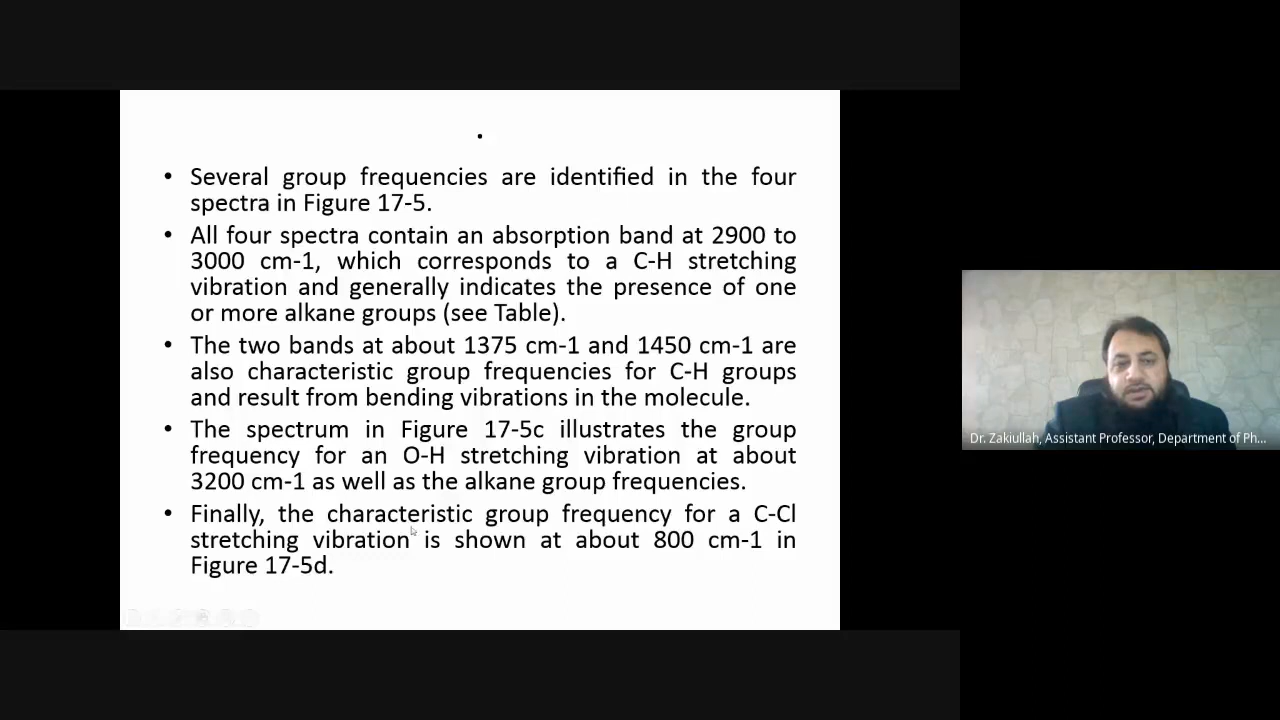 .
• Several group frequencies are identified in the four
spectra in Figure 17-5.
• All four spectra contain an absorption band at 2900 to
3000 cm-1, which corresponds to a C-H stretching
vibration and generally indicates the presence of one
or more alkane groups (see Table).
• The two bands at about 1375 cm-1 and 1450 cm-1 are
also characteristic group frequencies for C-H groups
and result from bending vibrations in the molecule.
• The spectrum in Figure 17-5c illustrates the group
frequency for an O-H stretching vibration at about
3200 cm-1 as well as the alkane group frequencies.
• Finally, the characteristic group frequency for a C-Cl
stretching vibration is shown at about 800 cm-1 in
Figure 17-5d.
Dr. Zakiullah, Assistant Professor, Department of Ph...